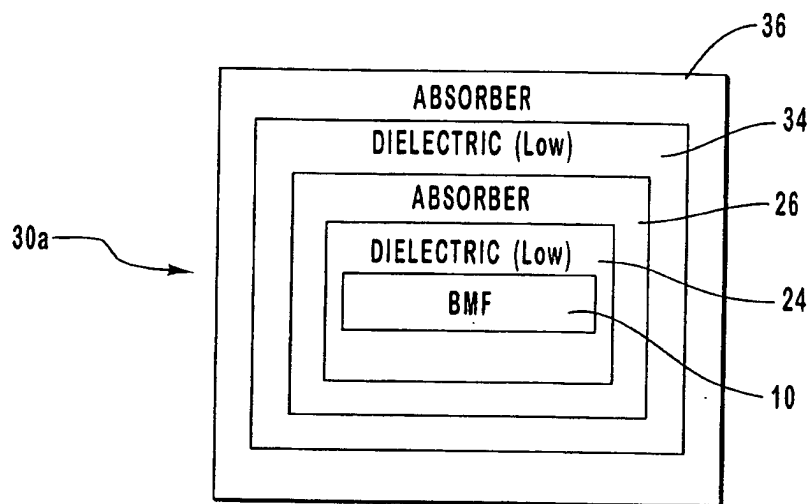 36
ABSORBER
34
DIELECTRIC (Low)
ABSORBER
26
30a
DIELECTRIC (Low)
24
BMF
10